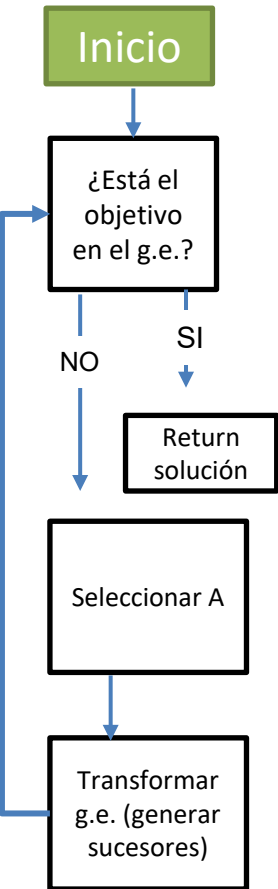 Inicio
¿Está el
objetivo
en el g.e.?
SI
NO
Return
solución
Seleccionar A
Transformar
g.e. (generar
sucesores)